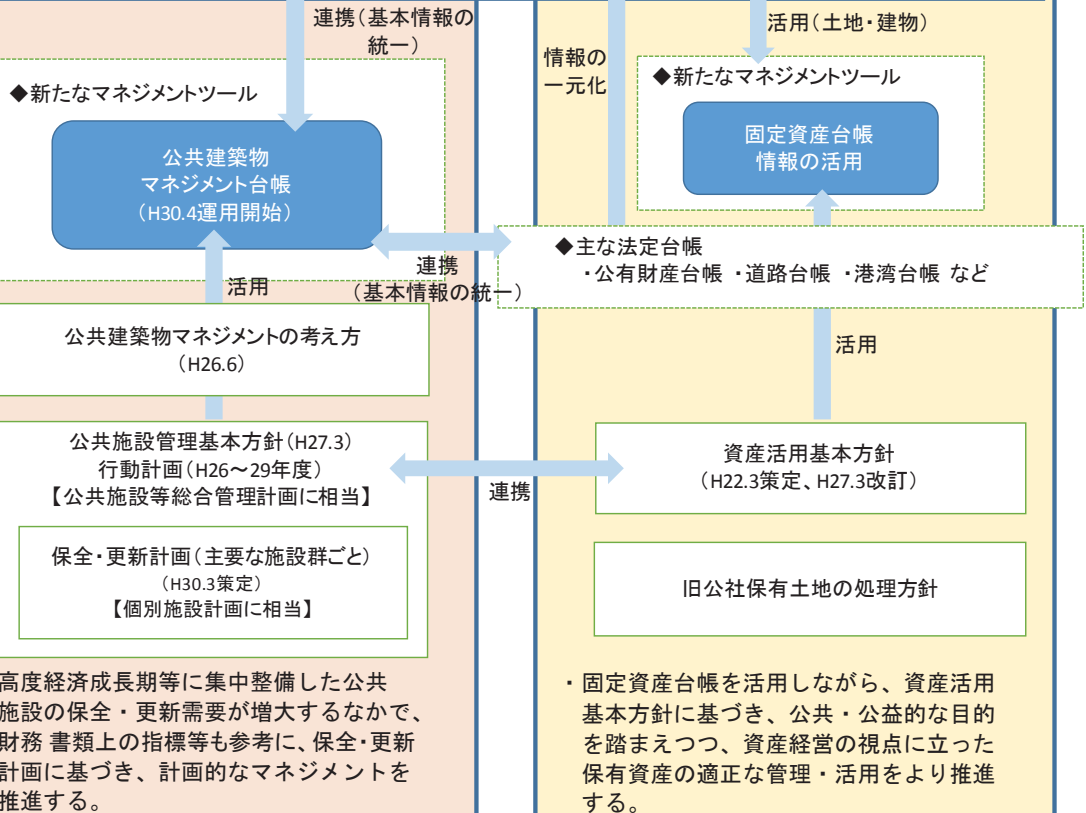 連携(基本情報の
統一)
◆新たなマネジメントツール
公共建築物
マネジメント台帳
(H30.4運用開始)
連携
(基本情報の統一)
活用
公共建築物マネジメントの考え方
(H26.6)
公共施設管理基本方針(H27.3)
行動計画(H26～29年度)
【公共施設等総合管理計画に相当】
保全・更新計画(主要な施設群ごと)
(H30.3策定)
【個別施設計画に相当】
高度経済成長期等に集中整備した公共
施設の保全・更新需要が増大するなかで、
財務 書類上の指標等も参考に、保全・更新
計画に基づき、計画的なマネジメントを
推進する。
連携
活用(土地・建物)
情報の
一元化
◆新たなマネジメントツール
固定資産台帳
情報の活用
◆主な法定台帳
・公有財産台帳 ・道路台帳 ・港湾台帳 など
活用
資産活用基本方針
(H22.3策定、H27.3改訂)
旧公社保有土地の処理方針
・固定資産台帳を活用しながら、資産活用
基本方針に基づき、公共・公益的な目的
を踏まえつつ、資産経営の視点に立った
保有資産の適正な管理・活用をより推進
する。